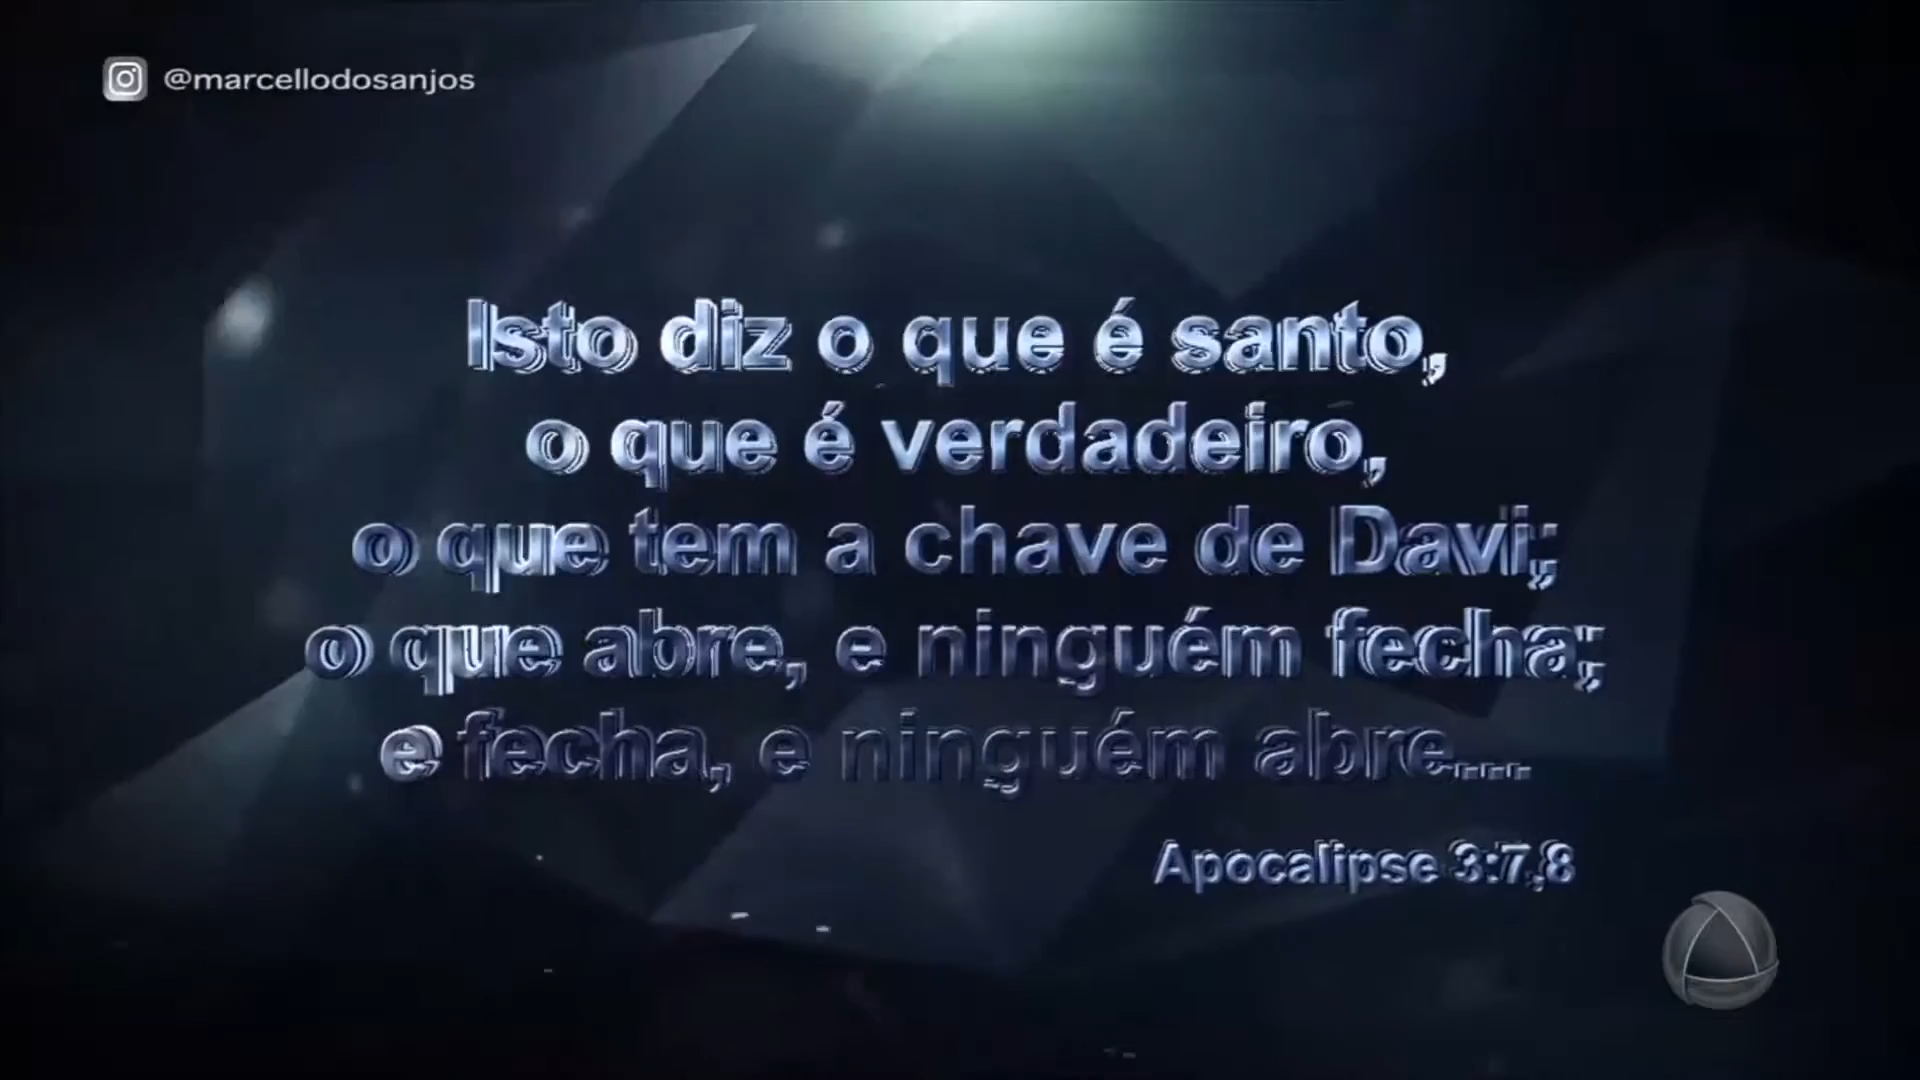 @marcellodosanjos
Isto diz o que é santo,
o que é verdadeiro,
o que tem a chave de Davi;
o que abre, e ninguém fecha;
e fecha, e ninguém abre...
Apocalipse 3:7,8